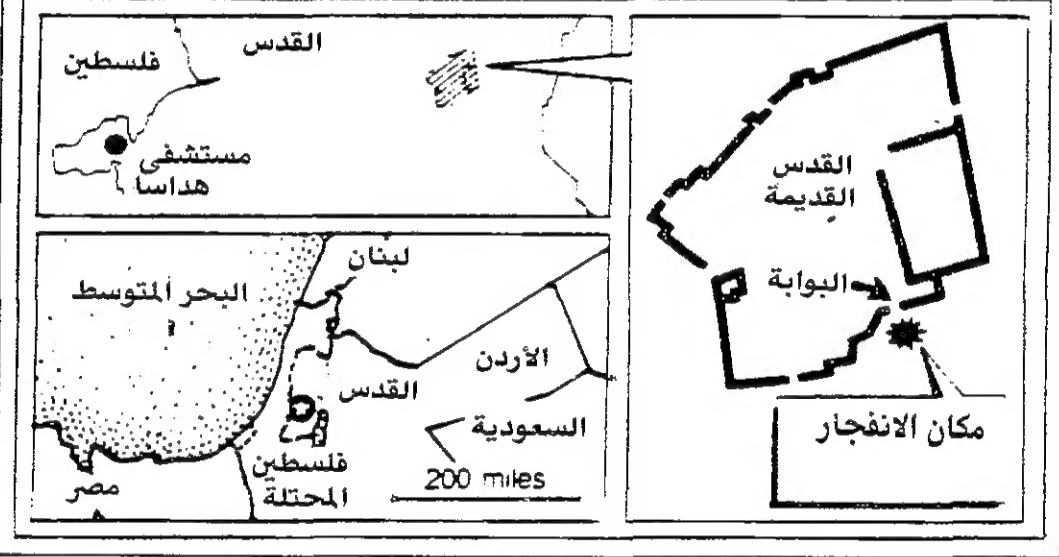 القدس
فلسطين
مستشفى
هداسا
القدس
القديمة
البوابة
مكان الانفجار
لبنان
البحر المتوسط
الأردن
القدس
السعودية
فلسطين
المحتلة
مصر
200 miles